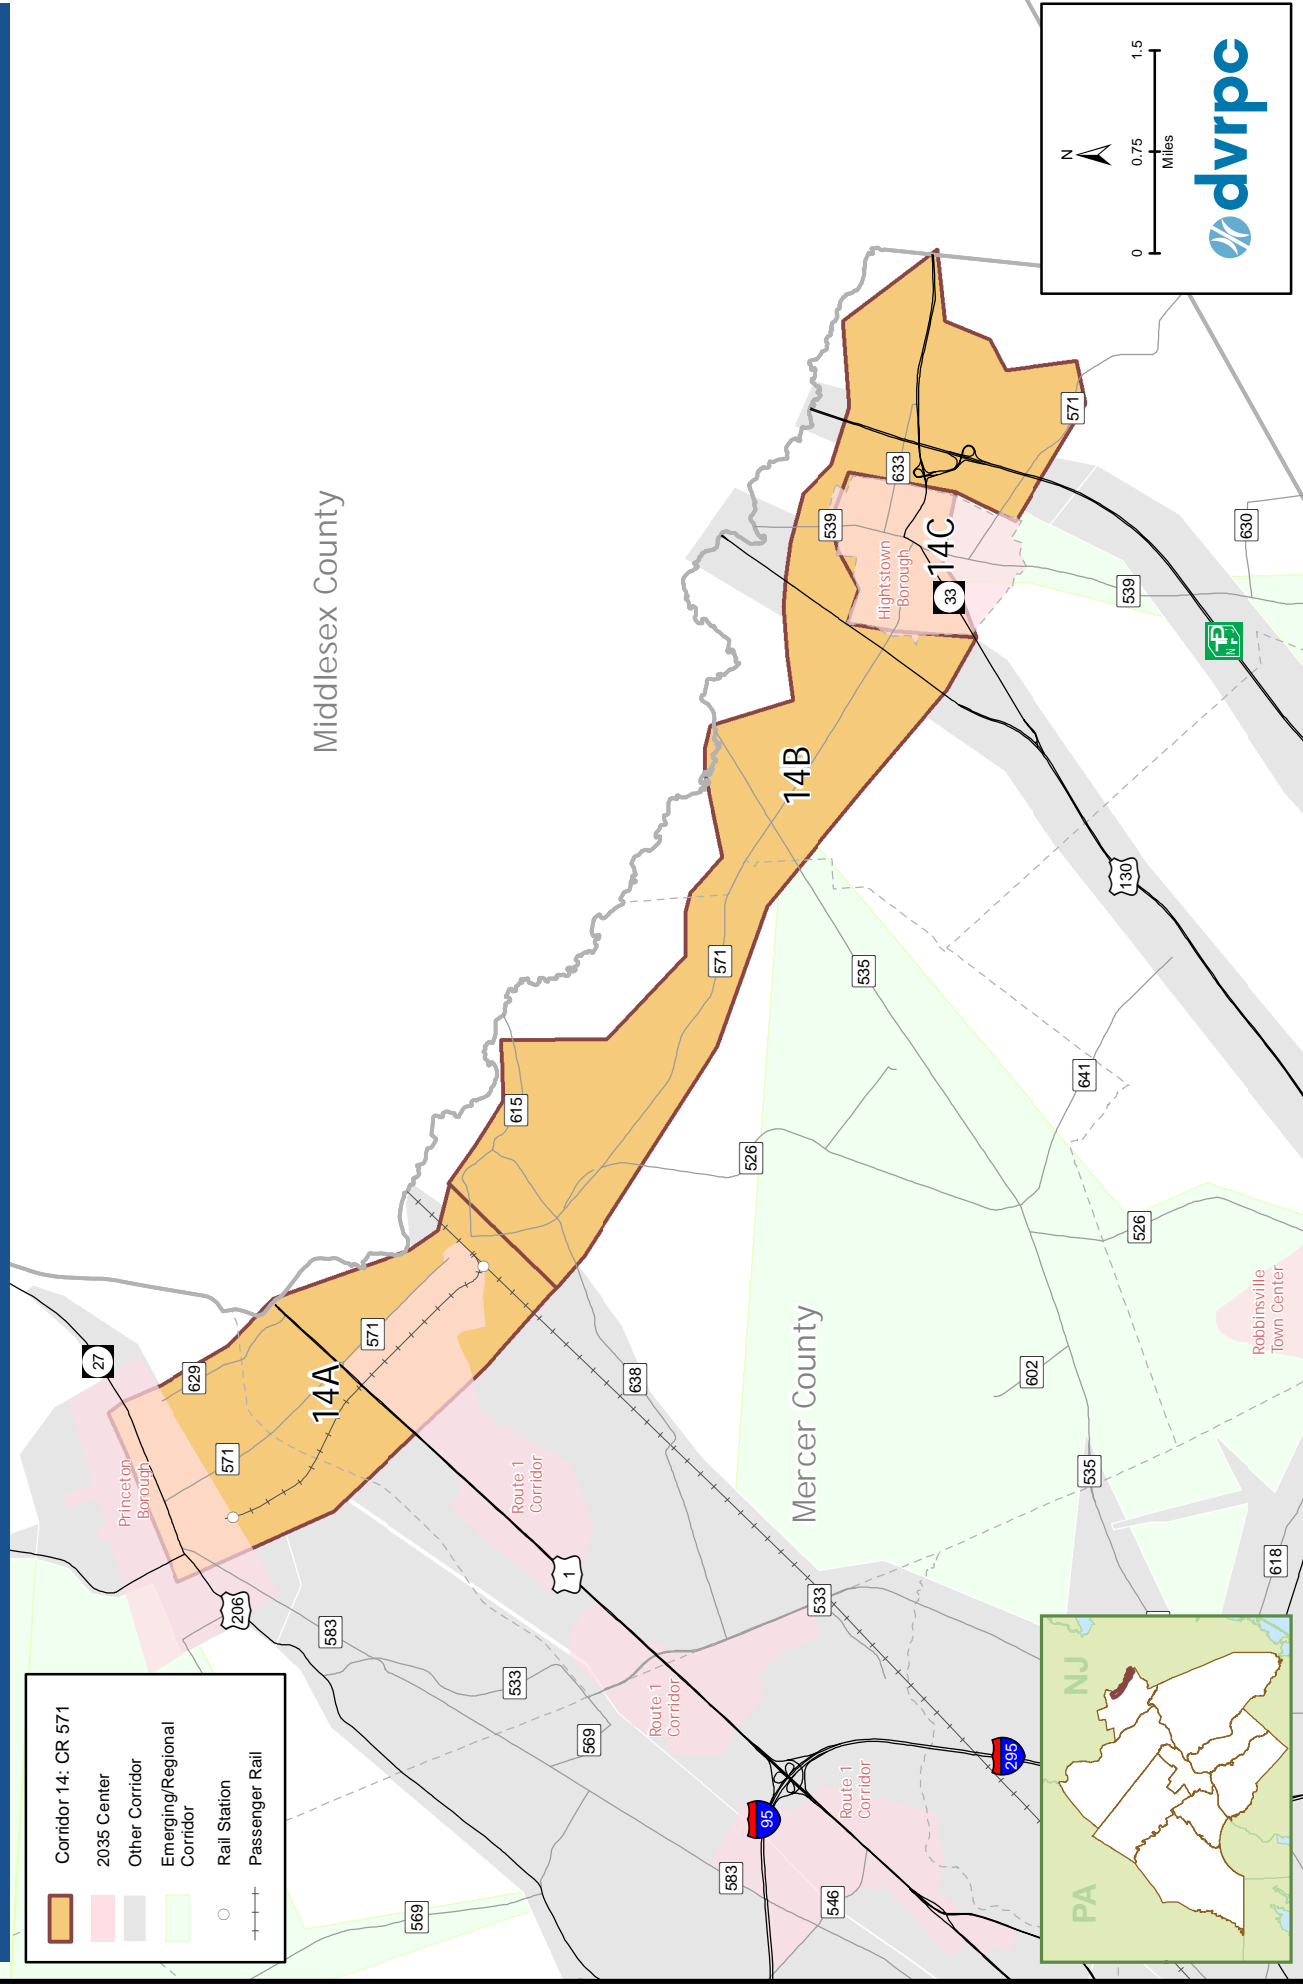 Corridor 14: CR 571
2035 Center
Other Corridor
Emerging/Regional
Corridor
Rail Station
Passenger Rail
Middlesex County
Mercer County
Princeton
Borough
Route 1
Corridor
Route 1
Corridor
Route 1
Corridor
Hightstown
Borough
Robbinsville
Town Center
14A
14B
14C
27
629
571
571
206
583
533
569
569
1
583
546
95
295
533
638
615
526
571
535
641
526
602
535
618
130
33
539
633
571
539
630
N
0
0.75
1.5
Miles
dvrpc
NJ
PA